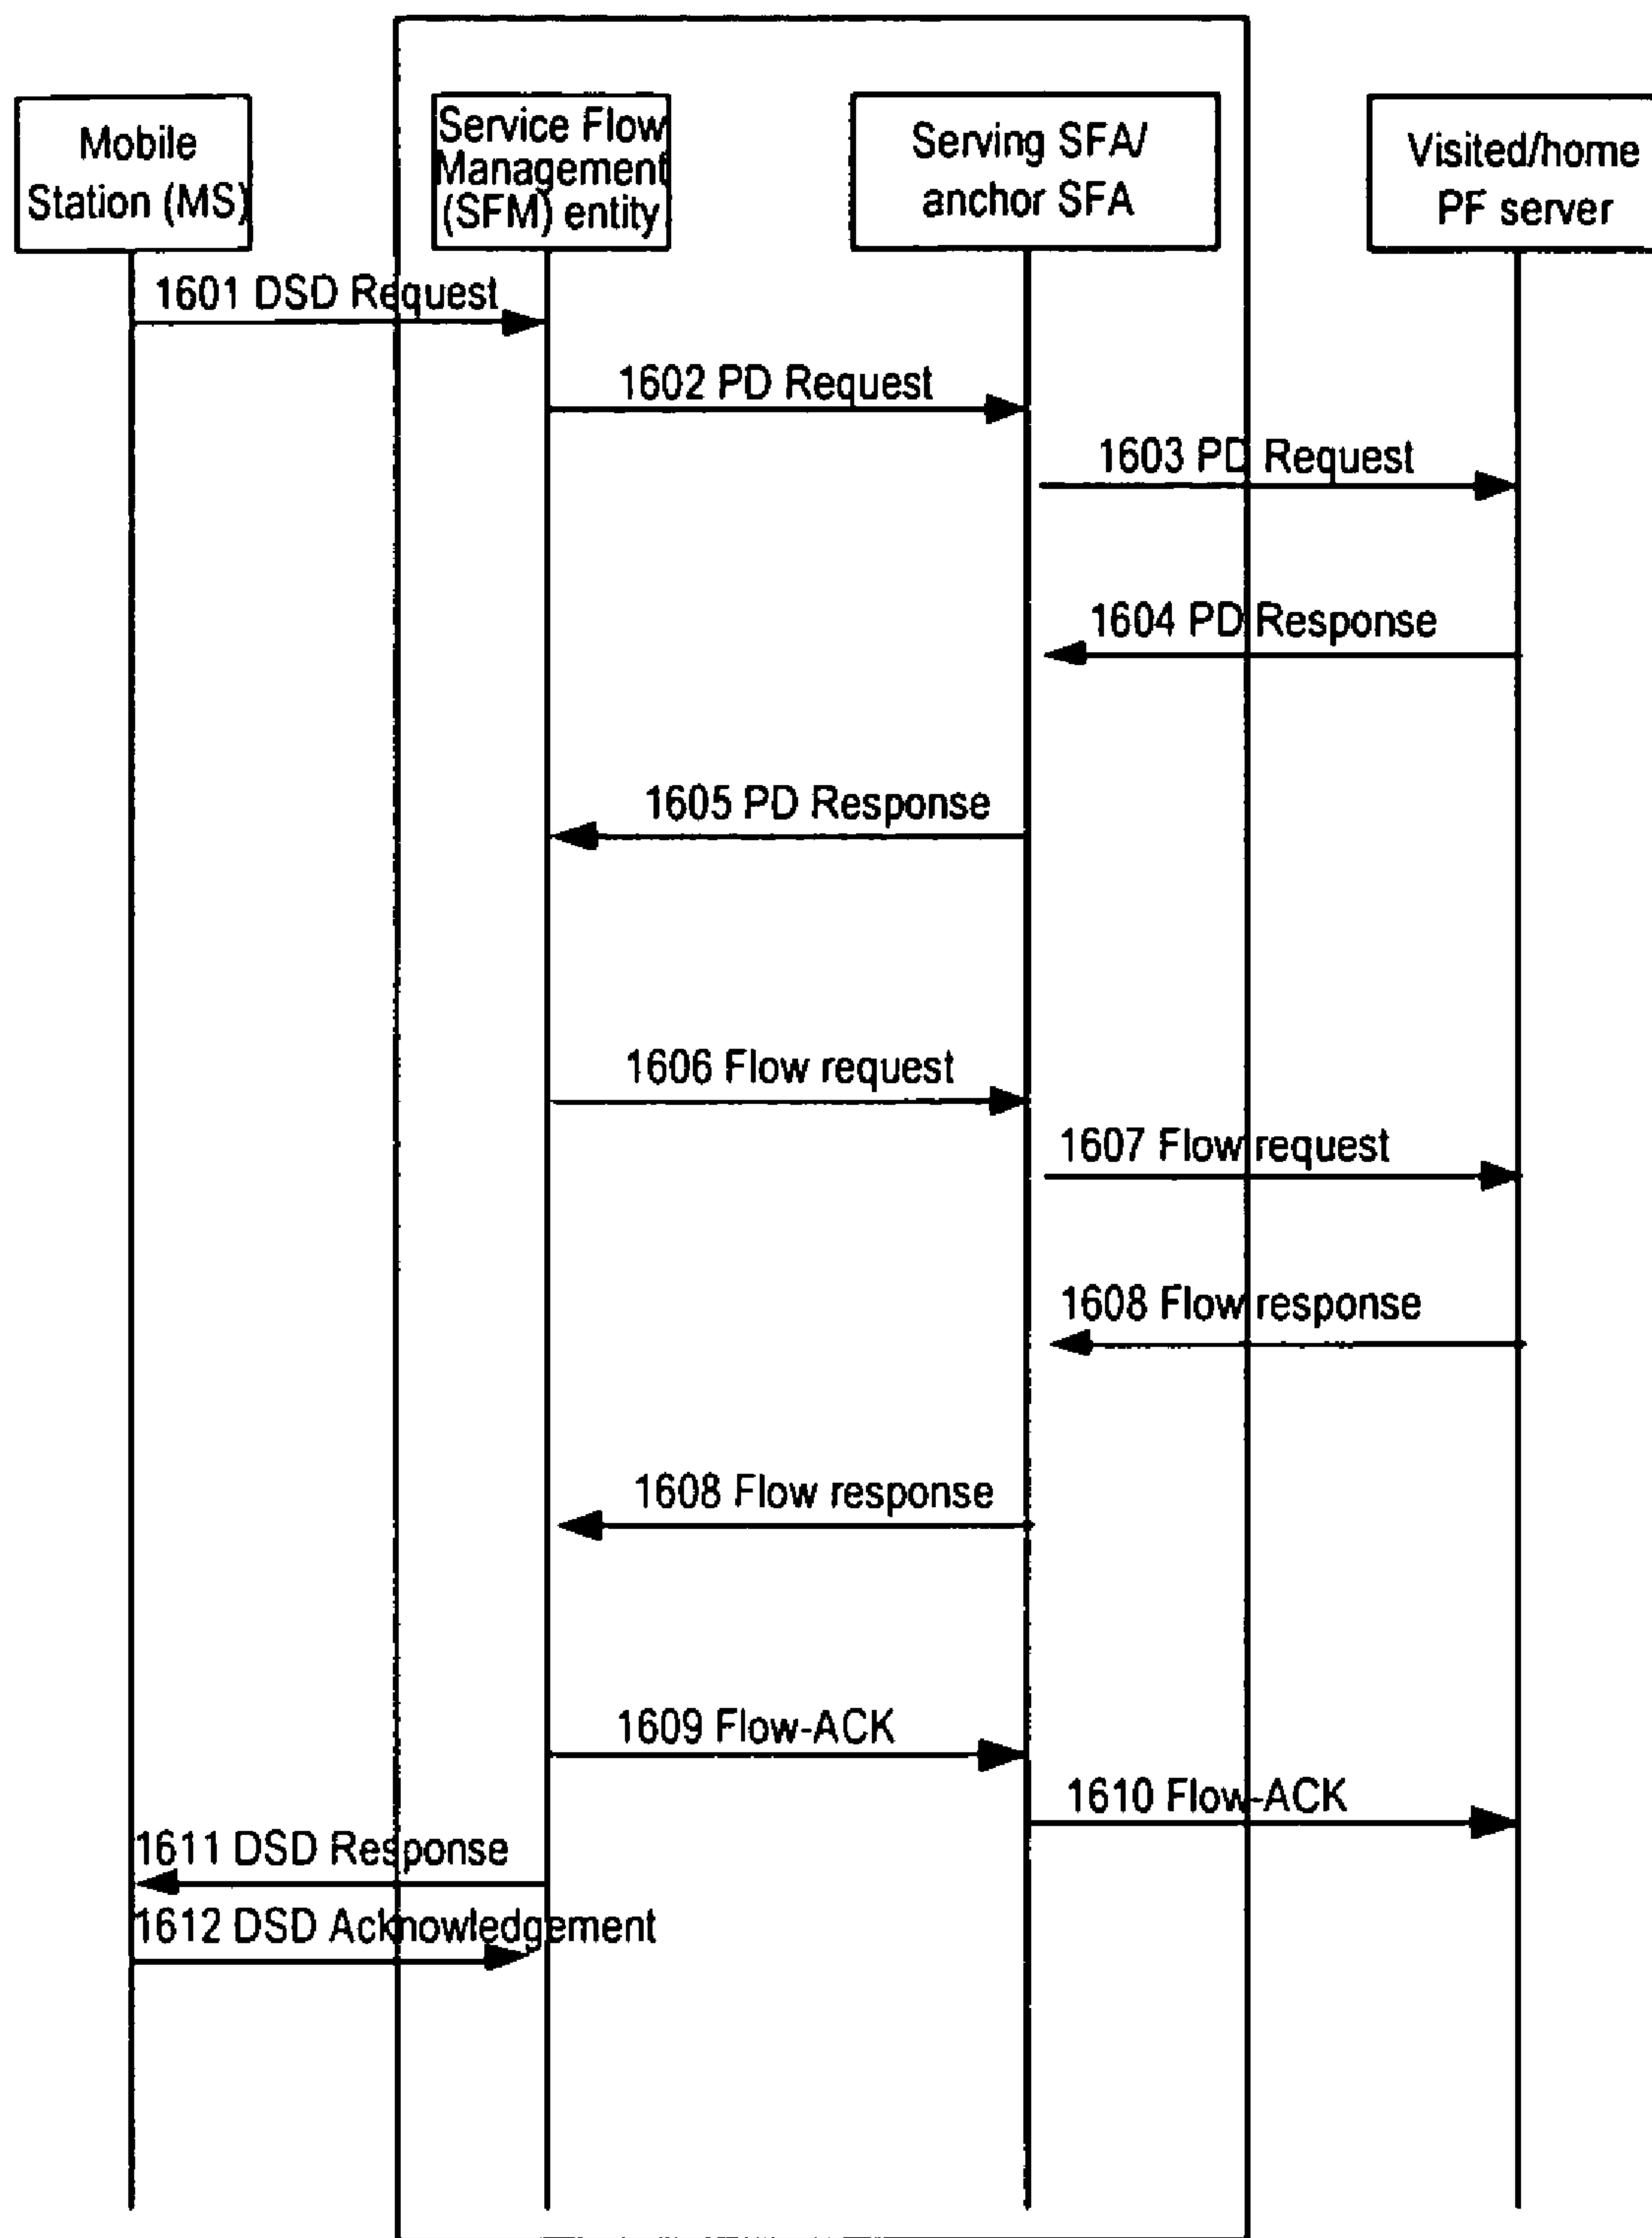 Mobile
Station (MS)
Service Flow
Management
(SFM) entity
Serving SFA/
anchor SFA
Visited/home
PF server
1601 DSD Request
1602 PD Request
1603 PD Request
1604 PD Response
1605 PD Response
1606 Flow request
1607 Flow request
1608 Flow response
1608 Flow response
1609 Flow-ACK
1610 Flow-ACK
1611 DSD Response
1612 DSD Acknowledgement